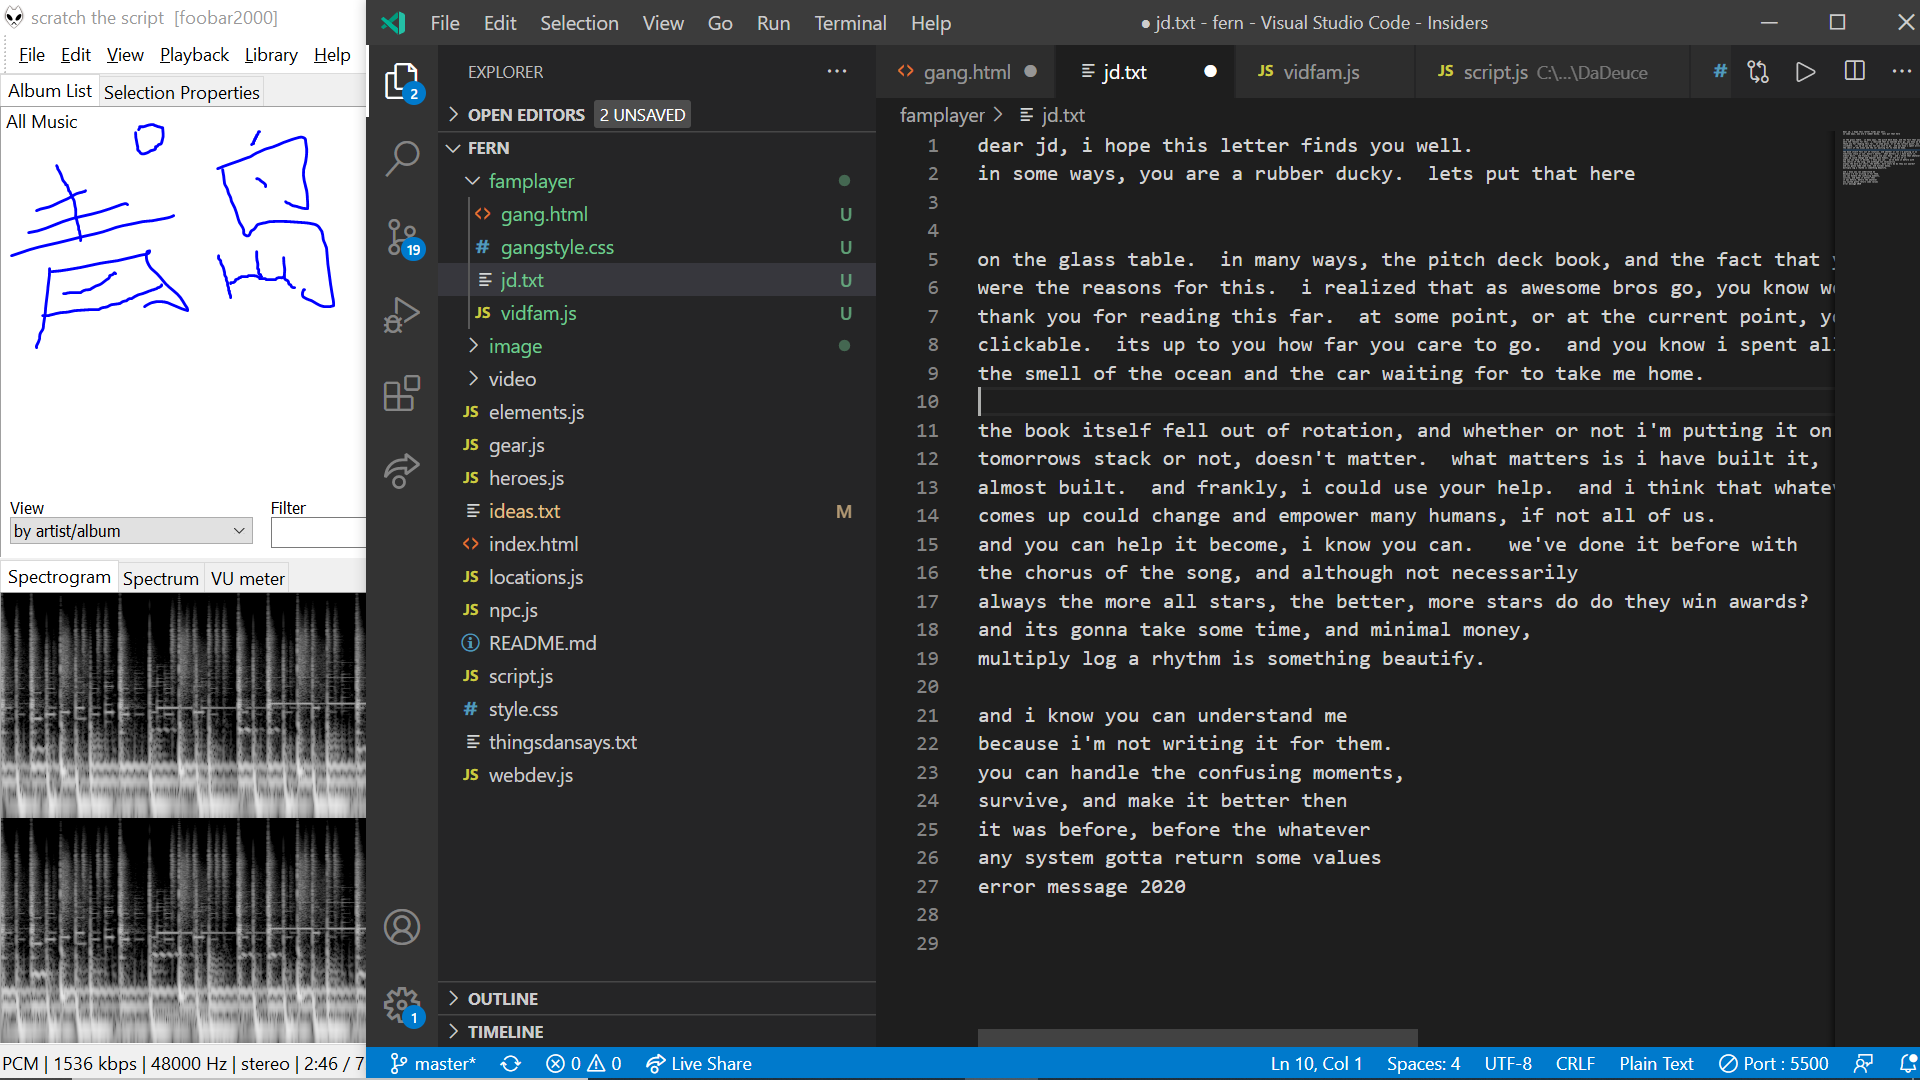 scratch the script [foobar2000]
File Edit View Playback Library Help
Album List Selection Properties
All Music
View Filter
by artist/album
Spectrogram Spectrum VU meter
PCM | 1536 kbps | 48000 Hz | stereo | 2:46 / 7
File Edit Selection View Go Run Terminal Help
● jd.txt - fern - Visual Studio Code - Insiders
2
19
1
EXPLORER
OPEN EDITORS 2 UNSAVED
FERN
famplayer
gang.html U
# gangstyle.css U
jd.txt U
JS vidfam.js U
image
video
JS elements.js
JS gear.js
JS heroes.js
ideas.txt M
index.html
JS locations.js
JS npc.js
README.md
JS script.js
# style.css
thingsdansays.txt
JS webdev.js
OUTLINE
TIMELINE
gang.html jd.txt JS vidfam.js JS script.js C:\...\DaDeuce #
famplayer > jd.txt
1 dear jd, i hope this letter finds you well.
2 in some ways, you are a rubber ducky.  lets put that here
3
4
5 on the glass table.  in many ways, the pitch deck book, and the fact that
6 were the reasons for this.  i realized that as awesome bros go, you know
7 thank you for reading this far.  at some point, or at the current point,
8 clickable.  its up to you how far you care to go.  and you know i spent
9 the smell of the ocean and the car waiting for to take me home.
10
11 the book itself fell out of rotation, and whether or not i'm putting it on
12 tomorrows stack or not, doesn't matter.  what matters is i have built it,
13 almost built.  and frankly, i could use your help.  and i think that
14 comes up could change and empower many humans, if not all of us.
15 and you can help it become, i know you can.   we've done it before with
16 the chorus of the song, and although not necessarily
17 always the more all stars, the better, more stars do do they win awards?
18 and its gonna take some time, and minimal money,
19 multiply log a rhythm is something beautify.
20
21 and i know you can understand me
22 because i'm not writing it for them.
23 you can handle the confusing moments,
24 survive, and make it better then
25 it was before, before the whatever
26 any system gotta return some values
27 error message 2020
28
29
master* 0 0 Live Share Ln 10, Col 1 Spaces: 4 UTF-8 CRLF Plain Text Port : 5500